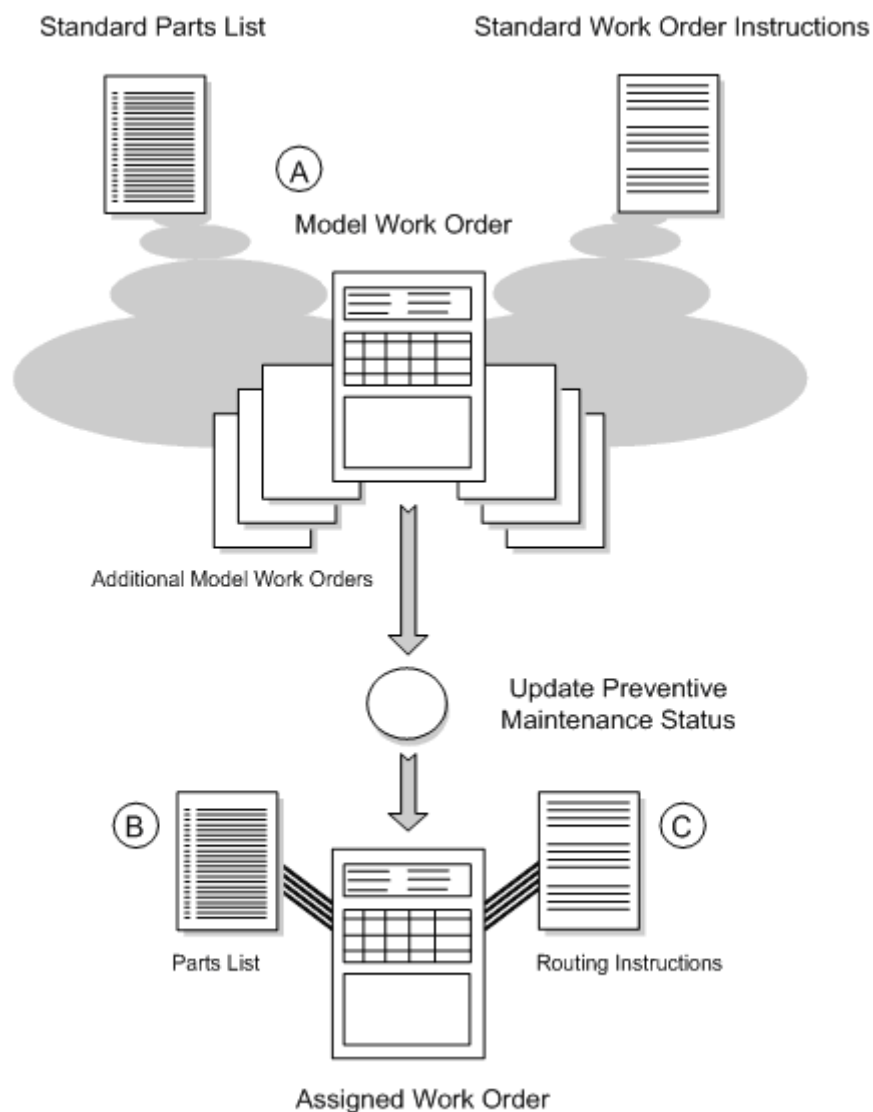 Standard Parts List
Standard Work Order Instructions
A
Model Work Order
Additional Model Work Orders
Update Preventive
Maintenance Status
B
C
Parts List
Routing Instructions
Assigned Work Order